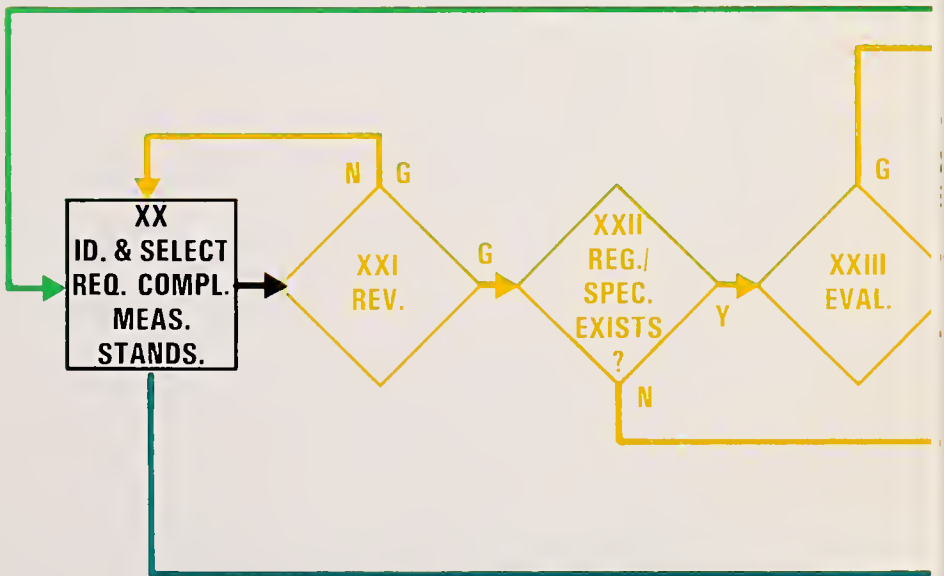 N G
G
XX
ID. & SELECT
REQ. COMPL.
MEAS.
STANDS.
XXI
REV.
G
XXII
REG./
SPEC.
EXISTS
?
Y
N
XXIII
EVAL.